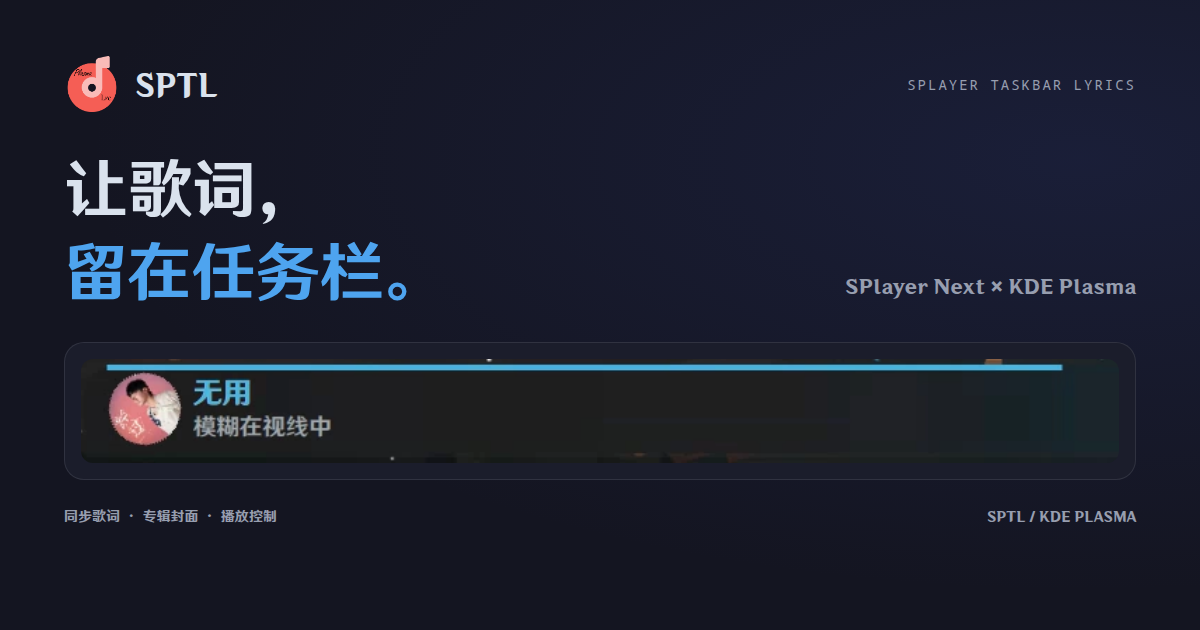 SPTL
SPLAYER TASKBAR LYRICS
让歌词，
留在任务栏。
SPlayer Next × KDE Plasma
无用
模糊在视线中
同步歌词 · 专辑封面 · 播放控制
SPTL / KDE PLASMA